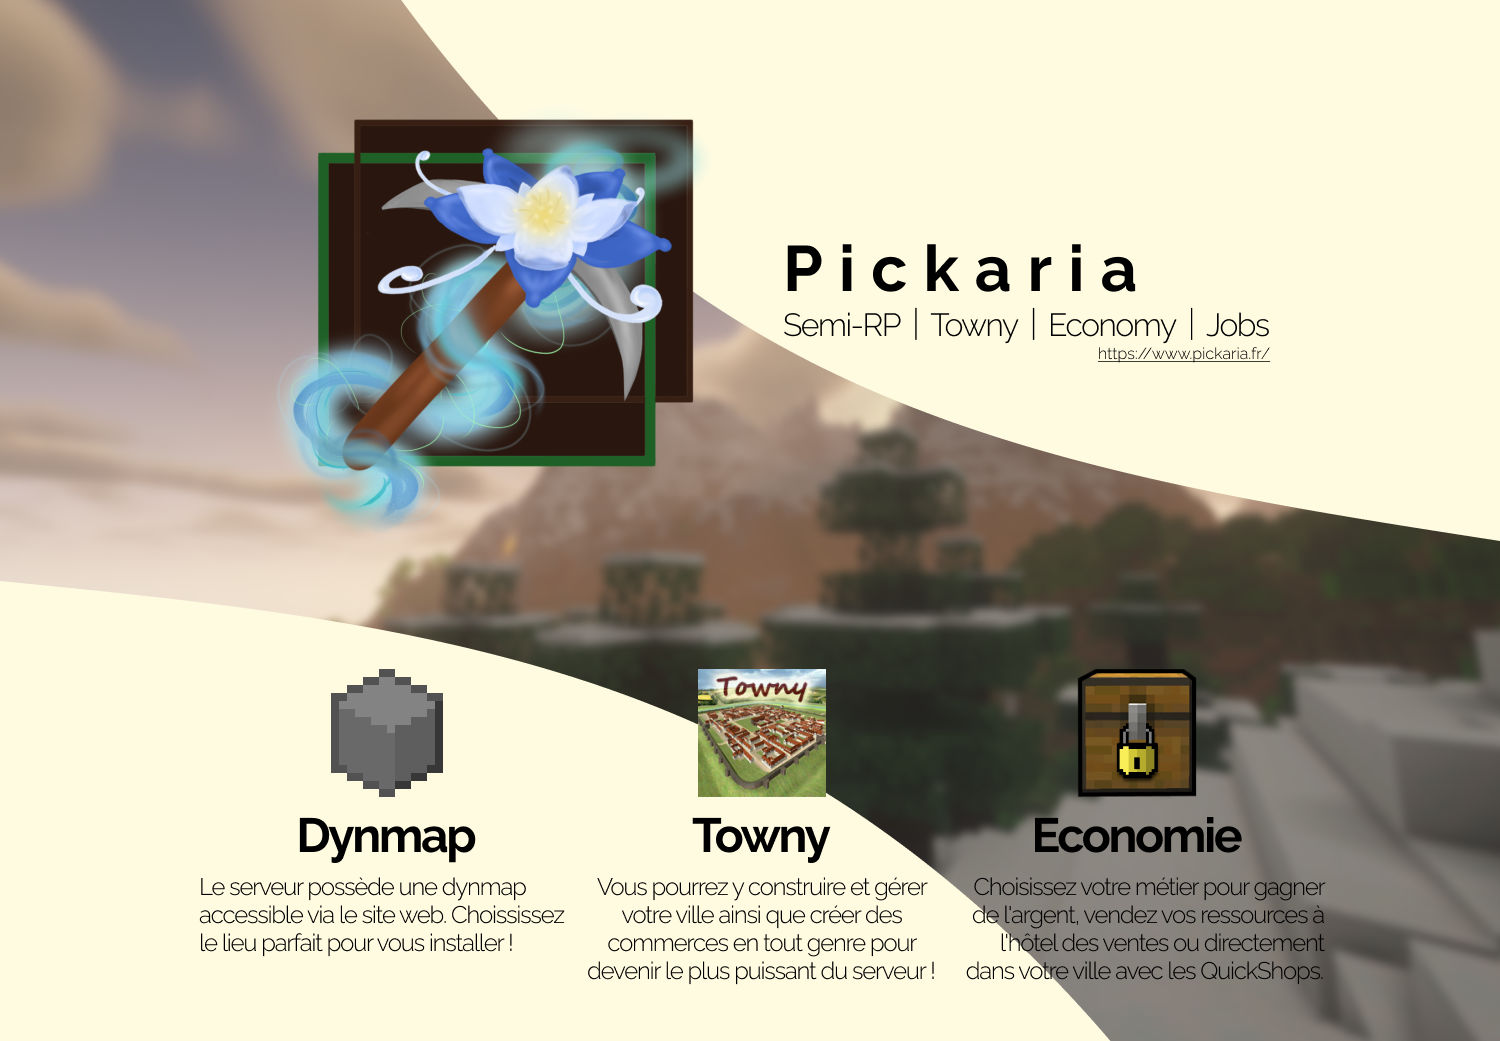 Pickaria
Semi-RP | Towny | Economy | Jobs
https://www.pickaria.fr/
Towny
Dynmap
Le serveur possède une dynmap
accessible via le site web. Choississez
le lieu parfait pour vous installer !
Towny
Vous pourrez y construire et gérer
votre ville ainsi que créer des
commerces en tout genre pour
devenir le plus puissant du serveur !
Economie
Choisissez votre métier pour gagner
de l'argent, vendez vos ressources à
l'hôtel des ventes ou directement
dans votre ville avec les QuickShops.